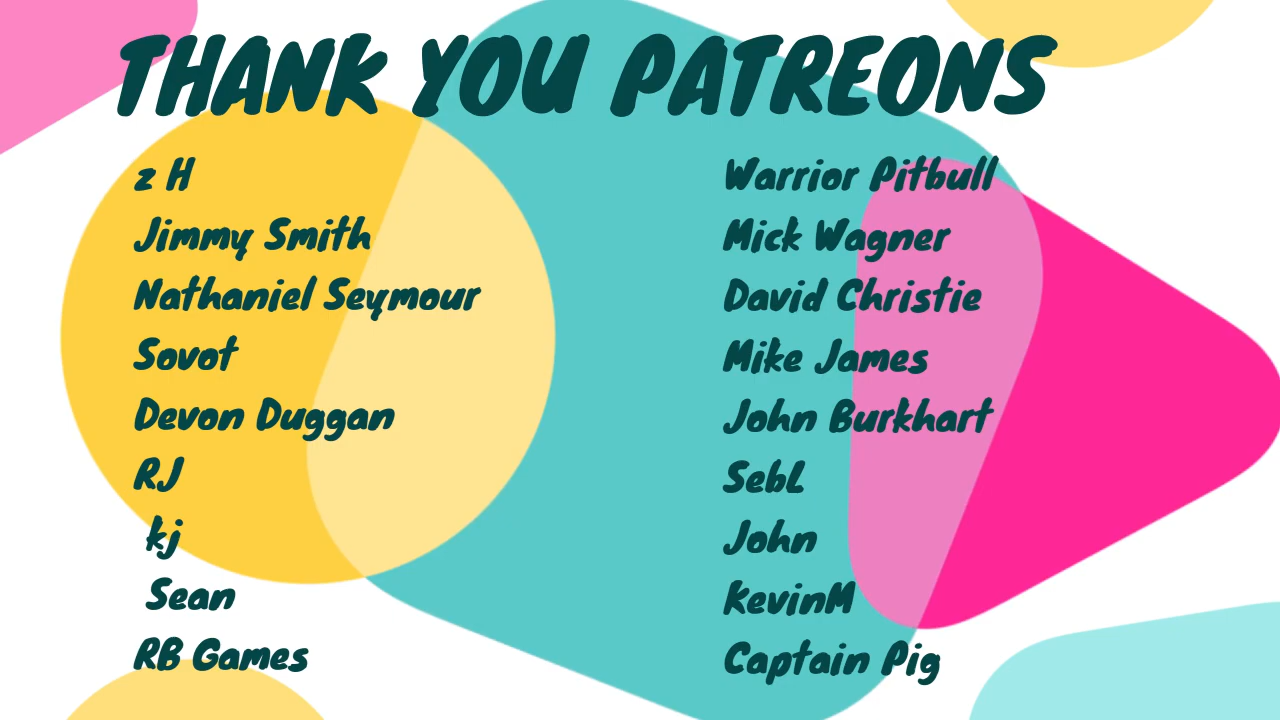 THANK YOU PATREONS
z H
Jimmy Smith
Nathaniel Seymour
Sovot
Devon Duggan
RJ
kj
Sean
RB Games
Warrior Pitbull
Mick Wagner
David Christie
Mike James
John Burkhart
SebL
John
KevinM
Captain Pig